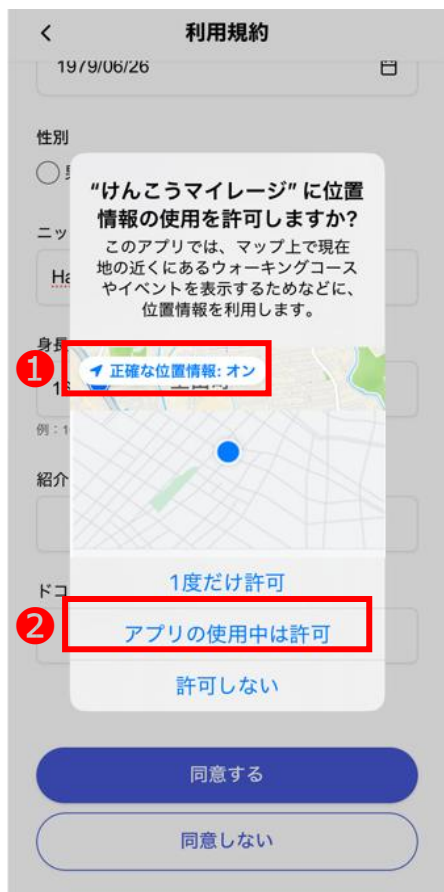 利用規約
1979/06/26
性別
ニッ
"けんこうマイレージ"に位置
情報の使用を許可しますか?
このアプリでは、マップ上で現在
地の近くにあるウォーキングコース
やイベントを表示するためなどに、
位置情報を利用します。
Ha
身長
1
正確な位置情報: オン
1
例:1
紹介
1度だけ許可
ドコ
2
アプリの使用中は許可
許可しない
同意する
同意しない